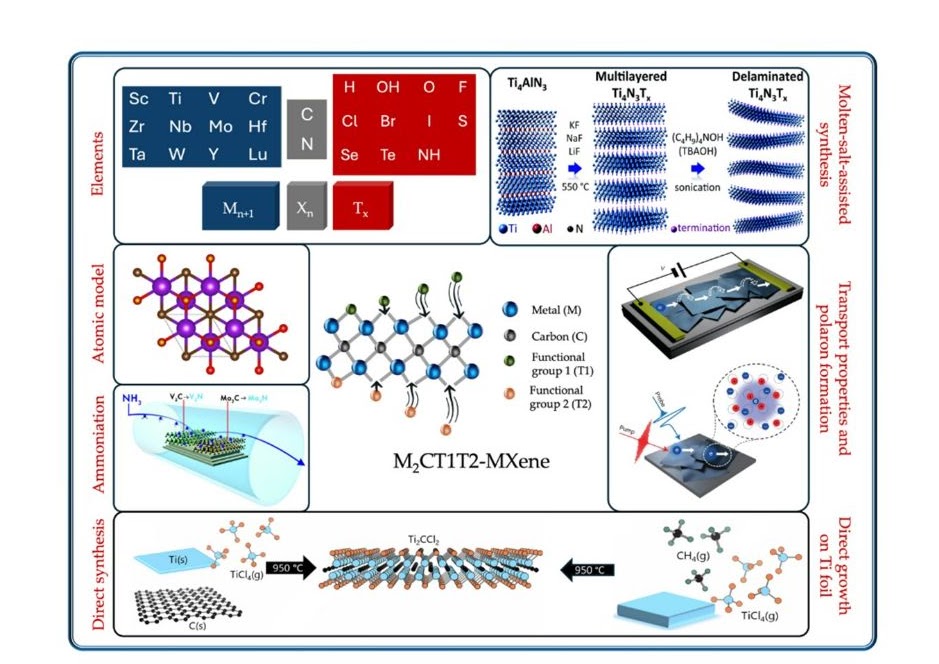 Elements
Sc Ti V Cr
Zr Nb Mo Hf
Ta W Y Lu
C
N
H OH O F
Cl Br I S
Se Te NH
Mₙ₊₁ Xₙ Tₓ
Ti₄AlN₃
Multilayered
Ti₄N₃Tₓ
Delaminated
Ti₄N₃Tₓ
KF
NaF
LiF
550 °C
(C₄H₉)₄NOH
(TBAOH)
sonication
Ti Al N termination
Molten-salt-assisted
synthesis
Atomic model
Metal (M)
Carbon (C)
Functional
group 1 (T1)
Functional
group 2 (T2)
M₂CT1T2-MXene
Ammoniation
NH₃
V₂C→V₂N Mo₂C→Mo₂N
V
Probe
Pump
Transport properties and
polaron formation
Direct synthesis
Ti(s)
TiCl₄(g)
C(s)
950 °C
Ti₂CCl₂
950 °C
CH₄(g)
TiCl₄(g)
Direct growth
on Ti foil